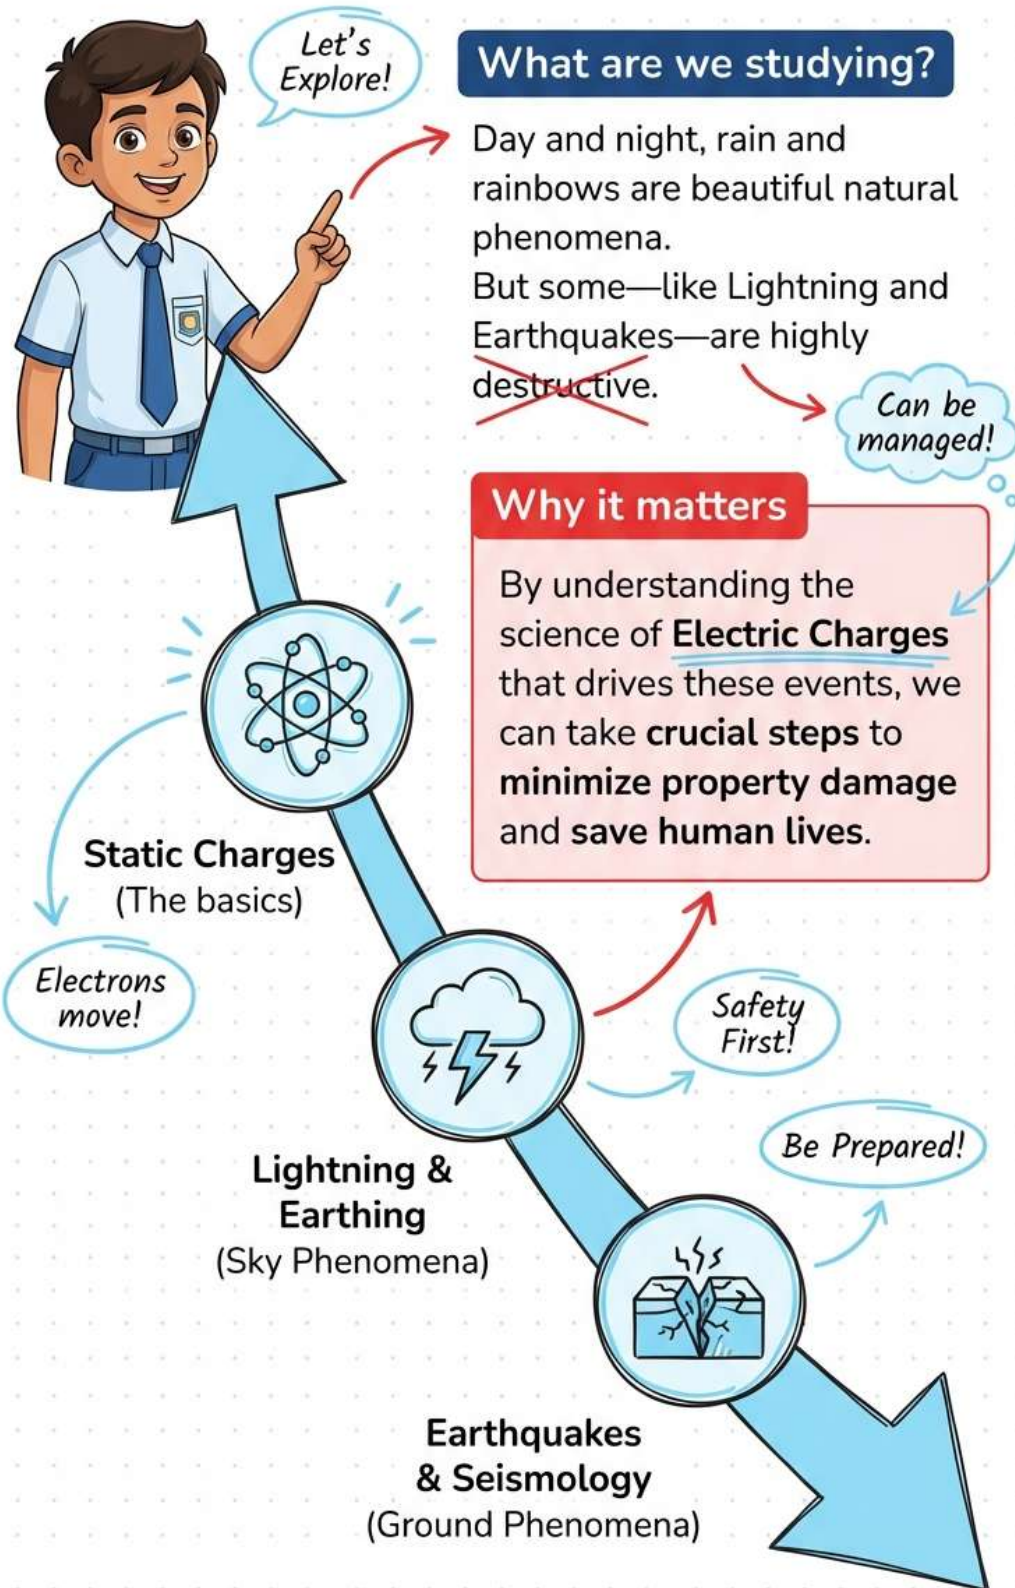 Let's
Explore!
What are we studying?
Day and night, rain and
rainbows are beautiful natural
phenomena.
But some—like Lightning and
Earthquakes—are highly
destructive.
Can be
managed!
Why it matters
By understanding the
science of Electric Charges
that drives these events, we
can take crucial steps to
minimize property damage
and save human lives.
Static Charges
(The basics)
Electrons
move!
Safety
First!
Be Prepared!
Lightning &
Earthing
(Sky Phenomena)
Earthquakes
& Seismology
(Ground Phenomena)